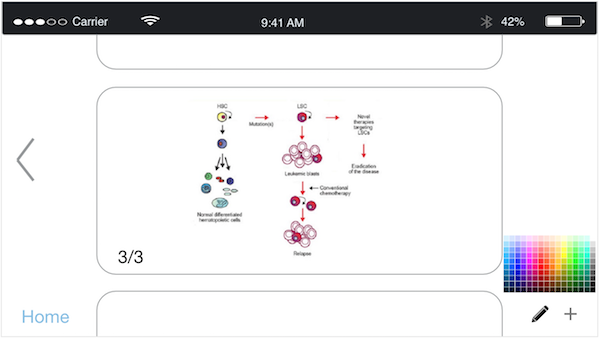 Carrier 9:41 AM 42%
HSC
LSC
Mutation(s)
Novel
therapies
targeting
LSCs
Leukemic blasts
Eradication
of the disease
Conventional
chemotherapy
Normal differentiated
hematopoietic cells
Relapse
3/3
Home